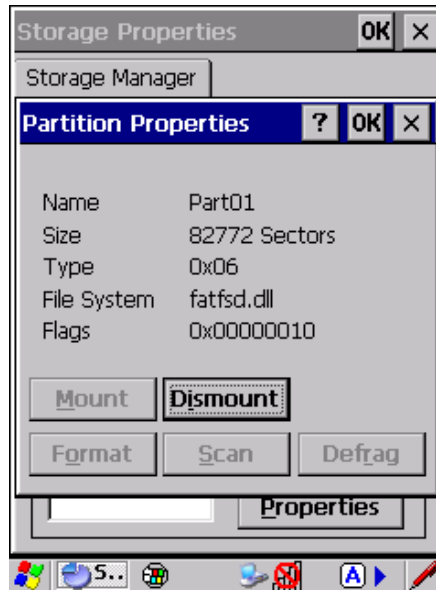 Storage Properties OK ×
Storage Manager
Partition Properties ? OK ×
Name Part01
Size 82772 Sectors
Type 0x06
File System fatfsd.dll
Flags 0x00000010
Mount Dismount
Format Scan Defrag
Properties
S.. A